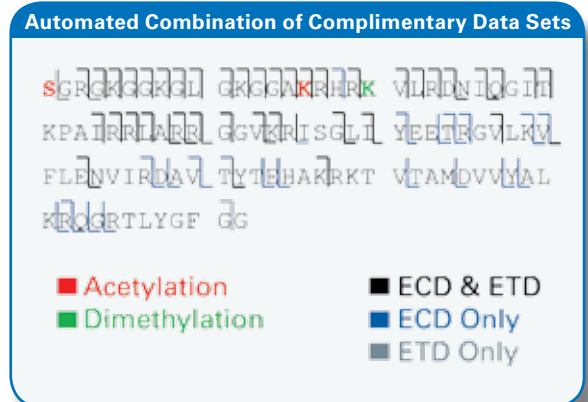 Automated Combination of Complimentary Data Sets
SGRGKGGKGL GKGGAKRHRK VLRDNIQGIT
KPAIRRLARR GGVKRISGLI YEETRGVLKV
FLENVIRDAV TYTEHAKRKT VTAMDVVYAL
KRQGRTLYGF GG
Acetylation
Dimethylation
ECD & ETD
ECD Only
ETD Only